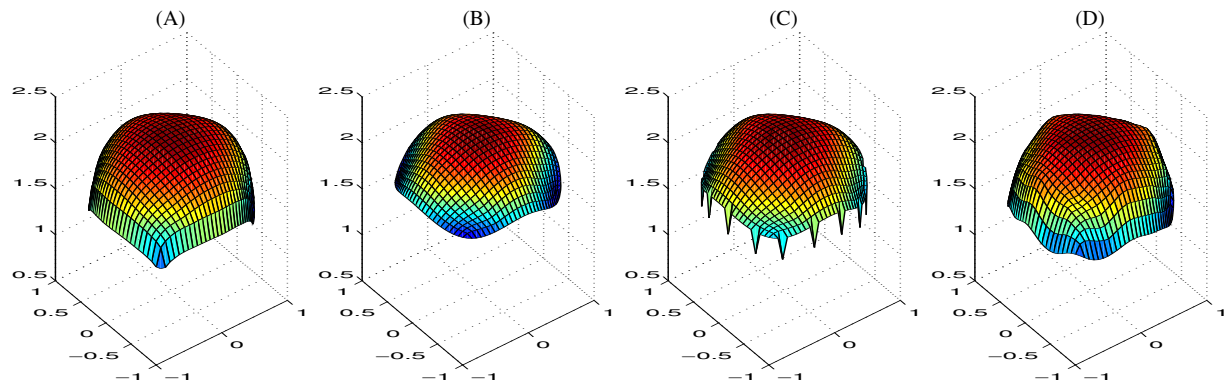 (A) (B) (C) (D)
2.5 2.5 2.5 2.5
2 2 2 2
1.5 1.5 1.5 1.5
1 1 1 1
0.5 0.5 0.5 0.5
1 1 1 1 1 1 1 1
0.5 0.5 0.5 0.5
0 0 0 0 0 0 0 0
−0.5 −0.5 −0.5 −0.5
−1 −1 −1 −1 −1 −1 −1 −1